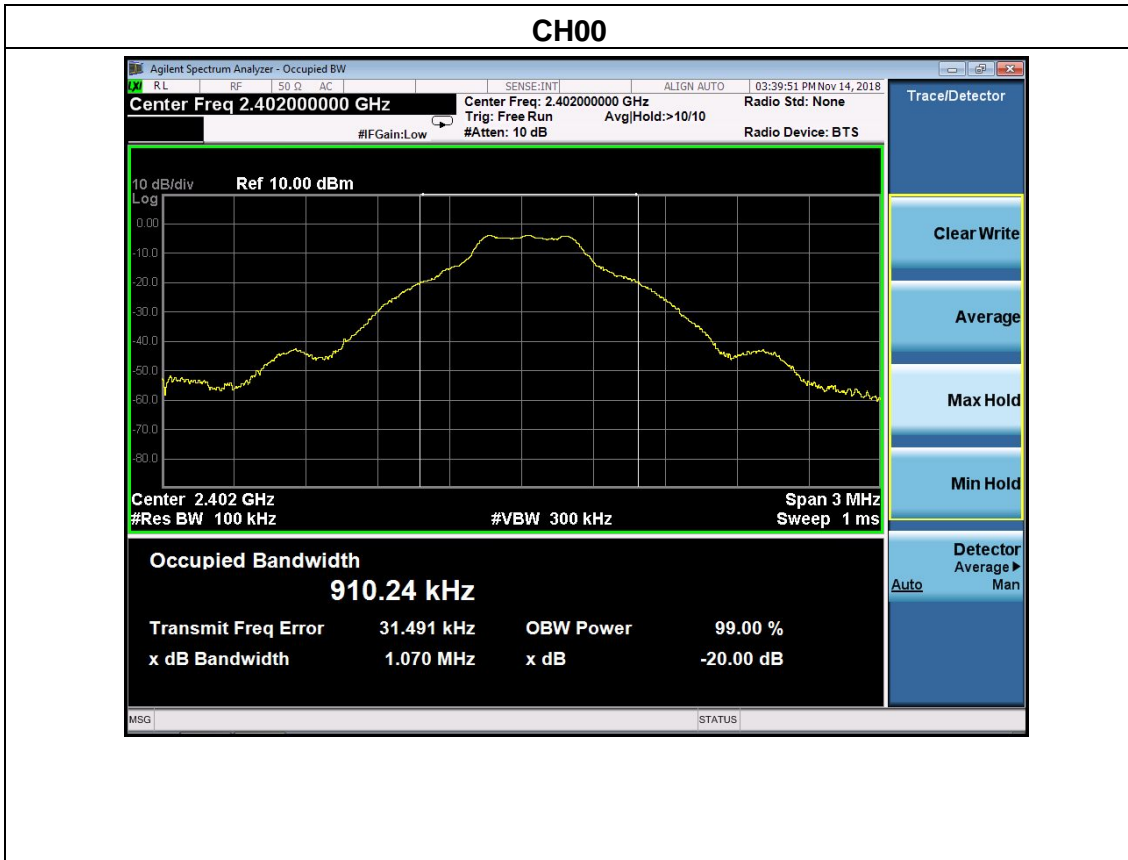 CH00
Agilent Spectrum Analyzer - Occupied BW
LXI RL RF 50 Ω AC SENSE:INT ALIGN AUTO 03:39:51 PM Nov 14, 2018
Center Freq 2.402000000 GHz
#IFGain:Low
Center Freq: 2.402000000 GHz
Trig: Free Run Avg|Hold:>10/10
#Atten: 10 dB
Radio Std: None
Radio Device: BTS
Trace/Detector
10 dB/div Ref 10.00 dBm
Log
0.00
-10.0
-20.0
-30.0
-40.0
-50.0
-60.0
-70.0
-80.0
Center 2.402 GHz Span 3 MHz
#Res BW 100 kHz #VBW 300 kHz Sweep 1 ms
Clear Write
Average
Max Hold
Min Hold
Detector
Average▶
Auto Man
Occupied Bandwidth
910.24 kHz
Transmit Freq Error 31.491 kHz OBW Power 99.00 %
x dB Bandwidth 1.070 MHz x dB -20.00 dB
MSG STATUS